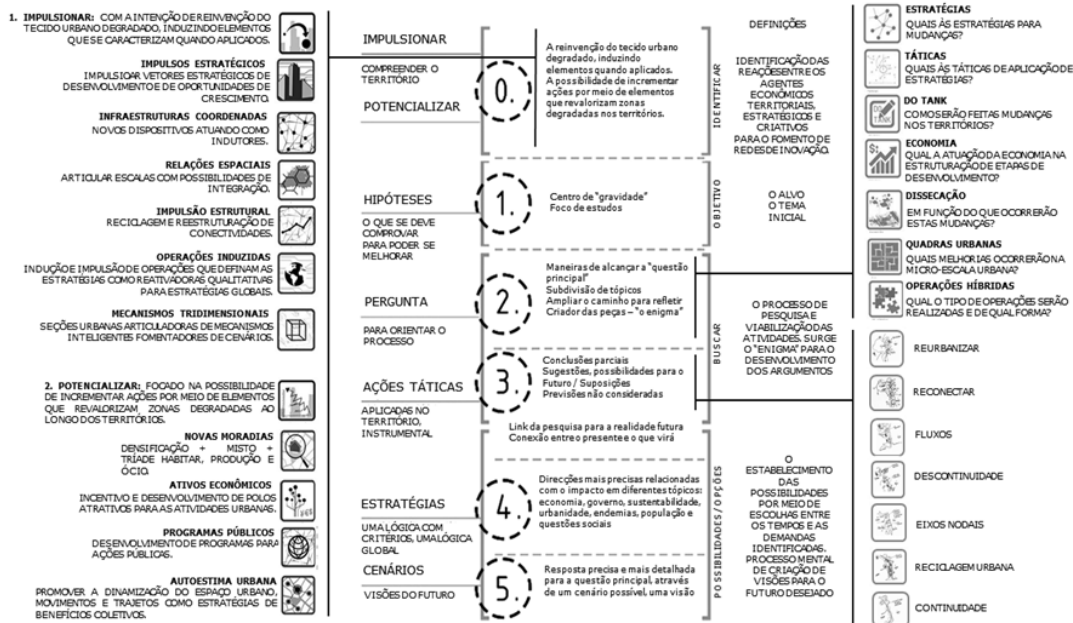 1. IMPULSIONAR: COM A INTENÇÃO DE REINVENÇÃO DO
TECIDO URBANO DEGRADADO, INDUZINDO ELEMENTOS
QUE SE CARACTERIZAM QUANDO APLICADOS.
IMPULSOS ESTRATÉGICOS
IMPULSIOAR VETORES ESTRATÉGICOS DE
DESENVOLVIMENTO DE OPORTUNIDADES DE
CRESCIMENTO.
INFRAESTRUTURAS COORDENADAS
NOVOS DISPOSITIVOS ATUANDO COMO
INDUTORES.
RELAÇÕES ESPACIAIS
ARTICULAR ESCALAS COM POSSIBILIDADES DE
INTEGRAÇÃO.
IMPULSÃO ESTRUTURAL
RECICLAGEM E REESTRUTURAÇÃO DE
CONECTIVIDADES.
OPERAÇÕES INDUZIDAS
INDUÇÃO E IMPULSÃO DE OPERAÇÕES QUE DEFINAM AS
ESTRATÉGIAS COMO REATIVADORAS QUALITATIVAS
PARA ESTRATÉGIAS GLOBAIS.
MECANISMOS TRIDIMENSIONAIS
SEÇÕES URBANAS ARTICULADORAS DE MECANISMOS
INTELIGENTES FOMENTADORES DE CENÁRIOS.
2. POTENCIALIZAR: FOCADO NA POSSIBILIDADE
DE INCREMENTAR AÇÕES POR MEIO DE ELEMENTOS
QUE REVALORIZAM ZONAS DEGRADADAS AO
LONGO DOS TERRITÓRIOS.
NOVAS MORADIAS
DENSIFICAÇÃO + MISTO +
TRÍADE HABITAR, PRODUÇÃO E
ÓCIO.
ATIVOS ECONÔMICOS
INCENTIVO E DESENVOLVIMENTO DE POLOS
ATRATIVOS PARA AS ATIVIDADES URBANAS.
PROGRAMAS PÚBLICOS
DESENVOLVIMENTO DE PROGRAMAS PARA
AÇÕES PÚBLICAS.
AUTOESTIMA URBANA
PROMOVER A DINAMIZAÇÃO DO ESPAÇO URBANO,
MOVIMENTOS E TRAJETOS COMO ESTRATÉGIAS DE
BENEFÍCIOS COLETIVOS.
IMPULSIONAR
COMPREENDER O
TERRITÓRIO
POTENCIALIZAR
HIPÓTESES
O QUE SE DEVE
COMPROVAR
PARA PODER SE
MELHORAR
PERGUNTA
PARA ORIENTAR O
PROCESSO
AÇÕES TÁTICAS
APLICADAS NO
TERRITÓRIO,
INSTRUMENTAL
ESTRATÉGIAS
UMA LÓGICA COM
CRITÉRIOS, UMA LÓGICA
GLOBAL
CENÁRIOS
VISÕES DO FUTURO
0.
A reinvenção do tecido urbano
degradado, induzindo
elementos quando aplicados.
A possibilidade de incrementar
ações por meio de elementos
que revalorizam zonas
degradadas nos territórios.
1.
Centro de "gravidade"
Foco de estudos
2.
Maneiras de alcançar a "questão
principal"
Subdivisão de tópicos
Ampliar o caminho para refletir
Criador das peças – "o enigma"
3.
Conclusões parciais
Sugestões, possibilidades para o
Futuro / Suposições
Previsões não consideradas
Link da pesquisa para a realidade futura
Conexão entre o presente e o que virá
4.
Direcções mais precisas relacionadas
com o impacto em diferentes tópicos:
economia, governo, sustentabilidade,
urbanidade, endemias, população e
questões sociais
5.
Resposta precisa e mais detalhada
para a questão principal, através
de um cenário possível, uma visão
IDENTIFICAR
OBJETIVO
BUSCAR
POSSIBILIDADES / OPÇÕES
DEFINIÇÕES
IDENTIFICAÇÃO DAS
REAÇÕES ENTRE OS
AGENTES
ECONÔMICOS
TERRITORIAIS,
ESTRATÉGICOS E
CRIATIVOS
PARA O FOMENTO DE
REDES DE INOVAÇÃO.
O ALVO
O TEMA
INICIAL
O PROCESSO DE
PESQUISA E
VIABILIZAÇÃO DAS
ATIVIDADES. SURGE
O "ENIGMA" PARA O
DESENVOLVIMENTO
DOS ARGUMENTOS
O
ESTABELECIMENTO
DAS
POSSIBILIDADES
POR MEIO DE
ESCOLHAS ENTRE
OS TEMPOS E AS
DEMANDAS
IDENTIFICADAS.
PROCESSO MENTAL
DE CRIAÇÃO DE
VISÕES PARA O
FUTURO DESEJADO
ESTRATÉGIAS
QUAIS ÀS ESTRATÉGIAS PARA
MUDANÇAS?
TÁTICAS
QUAIS ÀS TÁTICAS DE APLICAÇÃO DE
ESTRATÉGIAS?
DO TANK
DO TANK
COMO SERÃO FEITAS MUDANÇAS
NOS TERRITÓRIOS?
ECONOMIA
QUAL A ATUAÇÃO DA ECONOMIA NA
ESTRUTURAÇÃO DE ETAPAS DE
DESENVOLVIMENTO?
DISSECAÇÃO
EM FUNÇÃO DO QUE OCORRERÃO
ESTAS MUDANÇAS?
QUADRAS URBANAS
QUAIS MELHORIAS OCORRERÃO NA
MICRO-ESCALA URBANA?
OPERAÇÕES HÍBRIDAS
QUAL O TIPO DE OPERAÇÕES SERÃO
REALIZADAS E DE QUAL FORMA?
REURBANIZAR
RECONECTAR
FLUXOS
DESCONTINUIDADE
EIXOS NODAIS
RECICLAGEM URBANA
CONTINUIDADE